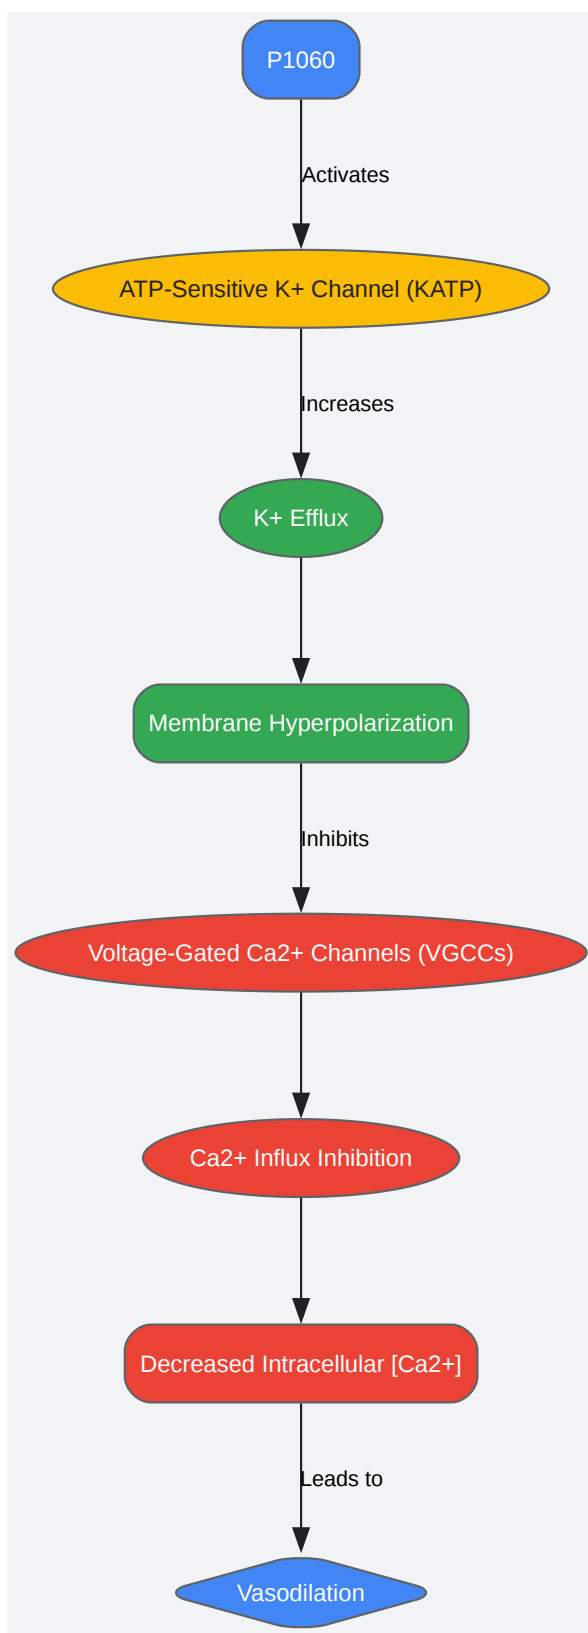 P1060
Activates
ATP-Sensitive K+ Channel (KATP)
Increases
K+ Efflux
Membrane Hyperpolarization
Inhibits
Voltage-Gated Ca2+ Channels (VGCCs)
Ca2+ Influx Inhibition
Decreased Intracellular [Ca2+]
Leads to
Vasodilation